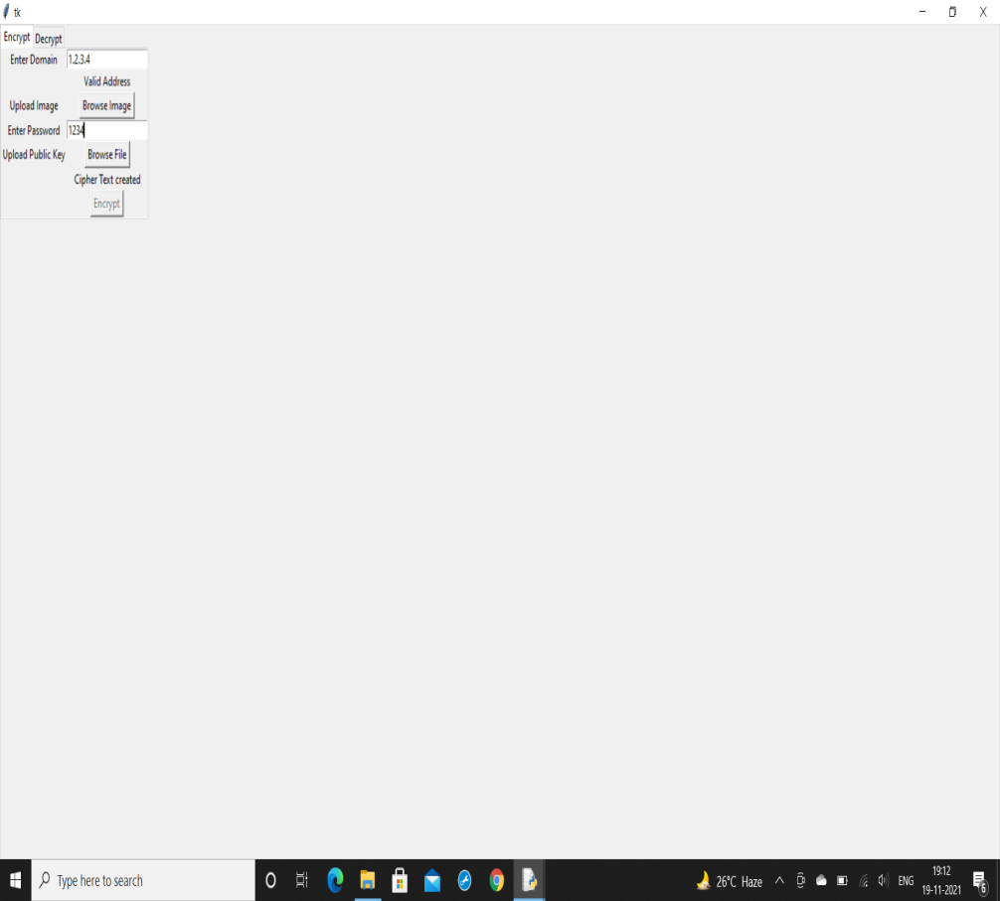 tk
Encrypt Decrypt
Enter Domain 1.2.3.4
Valid Address
Upload Image Browse Image
Enter Password 1234
Upload Public Key Browse File
Cipher Text created
Encrypt
Type here to search 26°C Haze ENG 19:12
19-11-2021 6